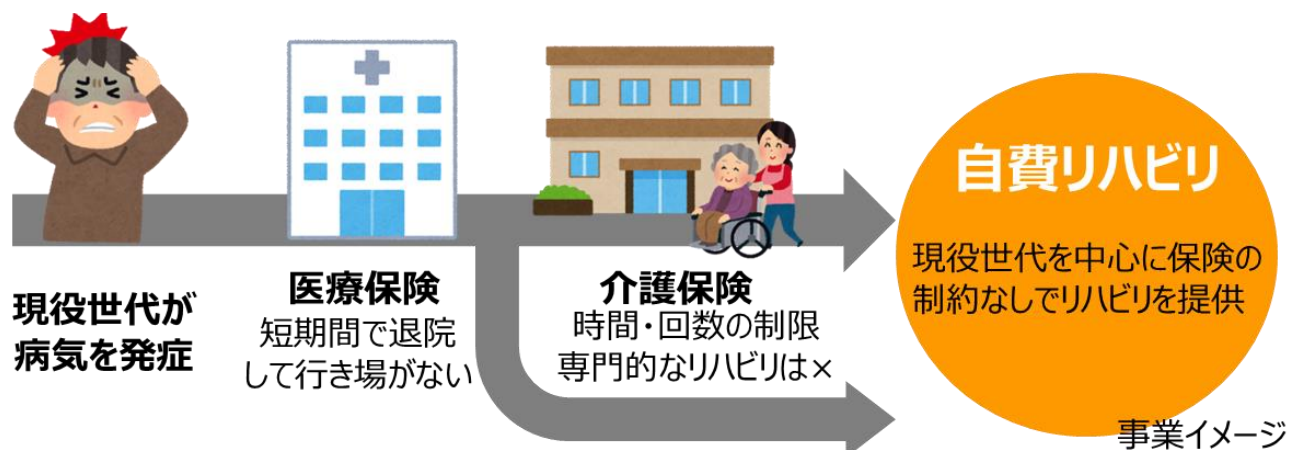 現役世代が
病気を発症
医療保険
短期間で退院
して行き場がない
介護保険
時間・回数の制限
専門的なリハビリは×
自費リハビリ
現役世代を中心に保険の
制約なしでリハビリを提供
事業イメージ